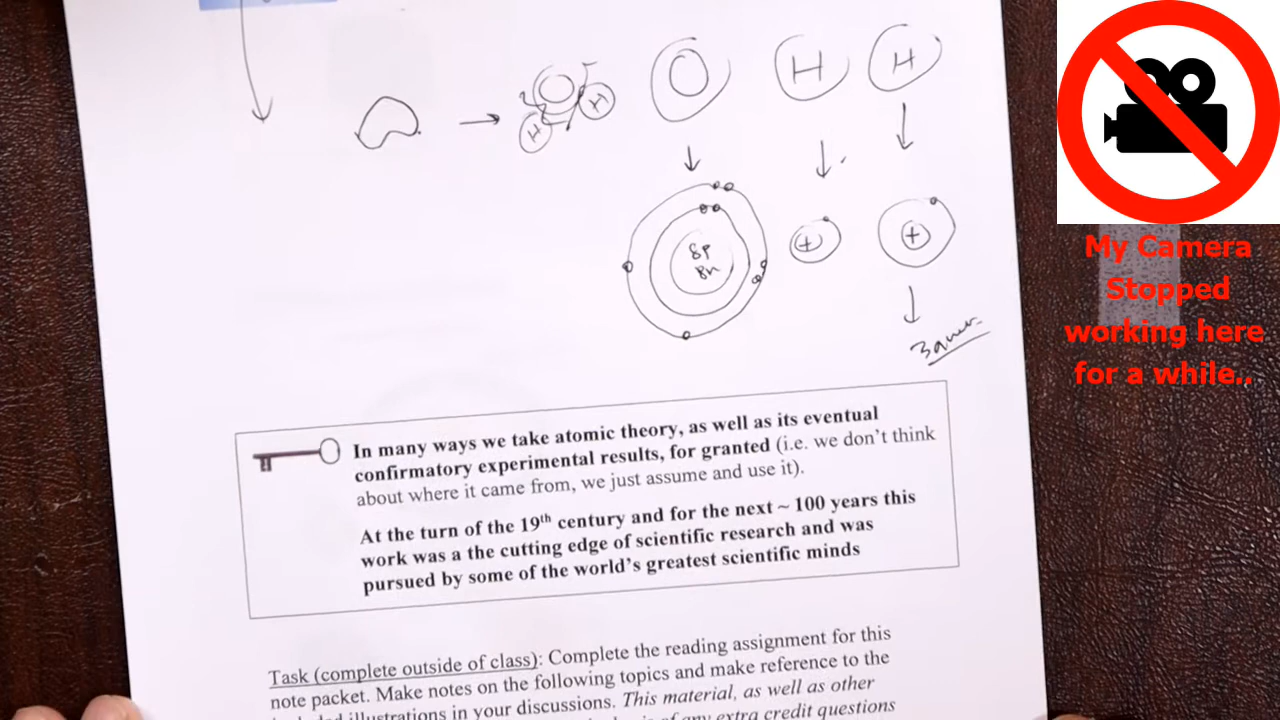 O H H
H H
8P
8n
+ +
In many ways we take atomic theory, as well as its eventual
confirmatory experimental results, for granted (i.e. we don't think
about where it came from, we just assume and use it).
At the turn of the 19th century and for the next ~ 100 years this
work was a the cutting edge of scientific research and was
pursued by some of the world's greatest scientific minds
Task (complete outside of class): Complete the reading assignment for this
note packet. Make notes on the following topics and make reference to the
illustrations in your discussions. This material, as well as other
of any extra credit questions
My Camera
Stopped
working here
for a while..